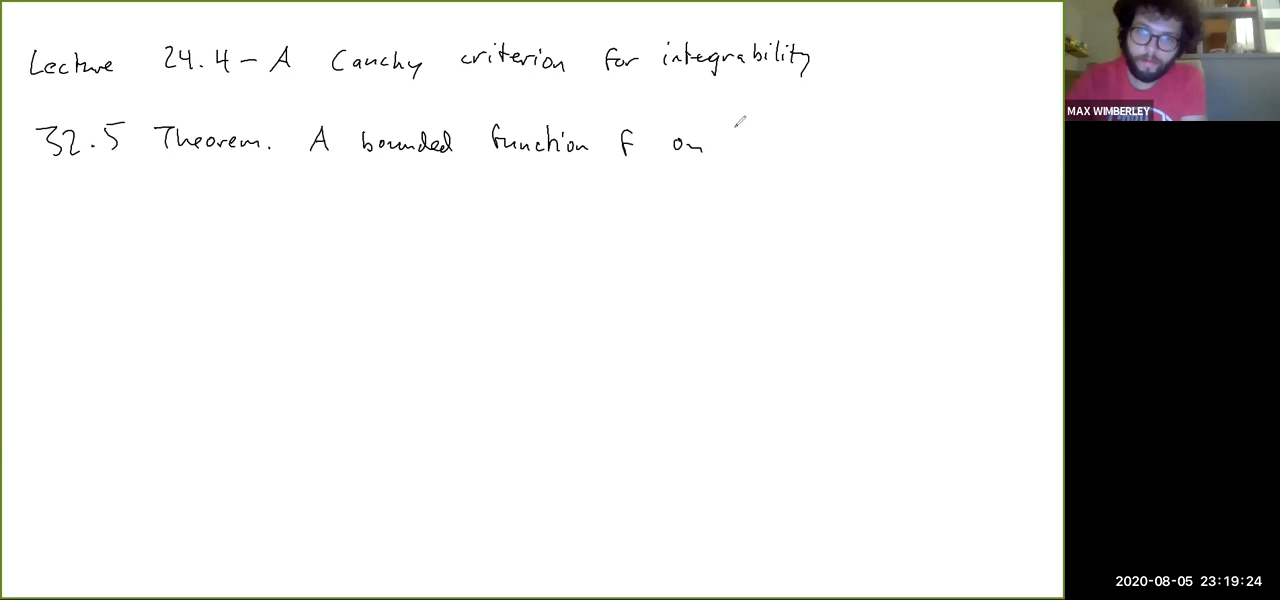 Lecture 24.4 - A Cauchy criterion for integrability
MAX WIMBERLEY
32.5 Theorem. A bounded function f on
2020-08-05 23:19:24